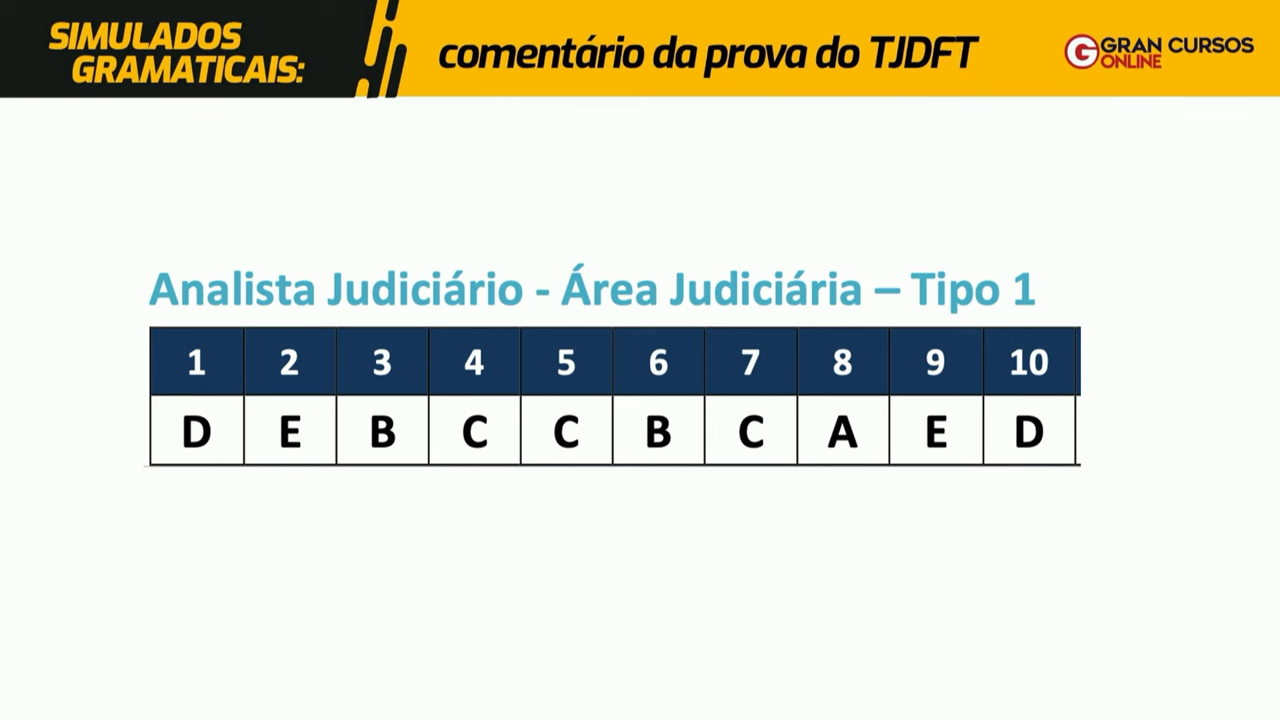 SIMULADOS
GRAMATICAIS:
comentário da prova do TJDFT
GRAN CURSOS
ONLINE
Analista Judiciário - Área Judiciária – Tipo 1
1 2 3 4 5 6 7 8 9 10
D E B C C B C A E D